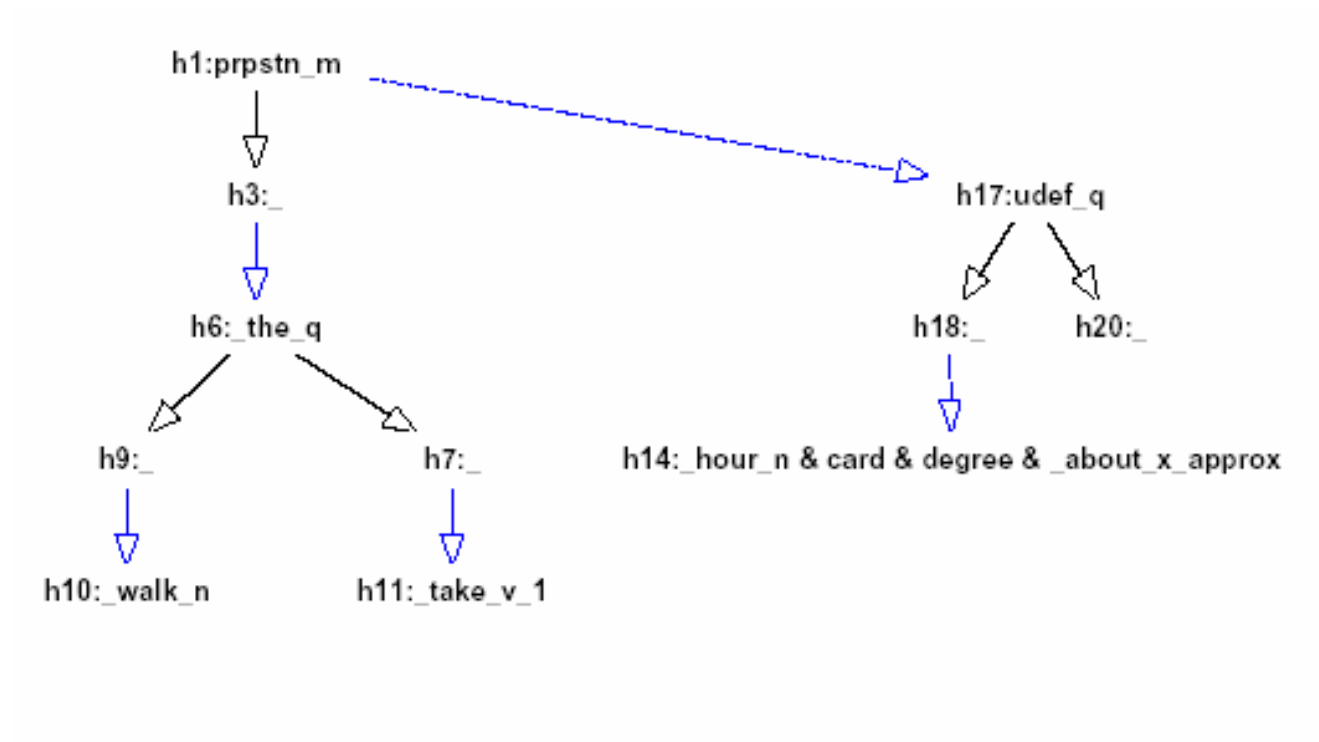 h1:prpstn_m
h3:_ h17:udef_q
h6:_the_q h18:_ h20:_
h9:_ h7:_ h14:_hour_n & card & degree & _about_x_approx
h10:_walk_n h11:_take_v_1